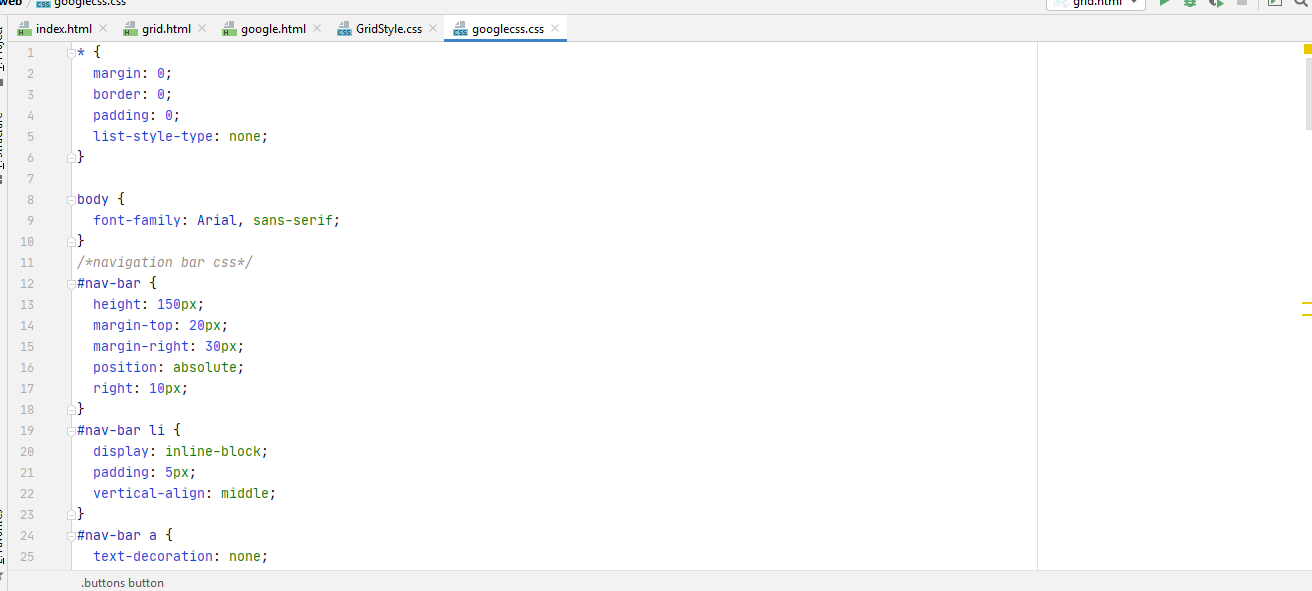 web / googlecss.css
grid.html
index.html grid.html google.html GridStyle.css googlecss.css
1 * {
2 margin: 0;
3 border: 0;
4 padding: 0;
5 list-style-type: none;
6 }
7
8 body {
9 font-family: Arial, sans-serif;
10 }
11 /*navigation bar css*/
12 #nav-bar {
13 height: 150px;
14 margin-top: 20px;
15 margin-right: 30px;
16 position: absolute;
17 right: 10px;
18 }
19 #nav-bar li {
20 display: inline-block;
21 padding: 5px;
22 vertical-align: middle;
23 }
24 #nav-bar a {
25 text-decoration: none;
.buttons button